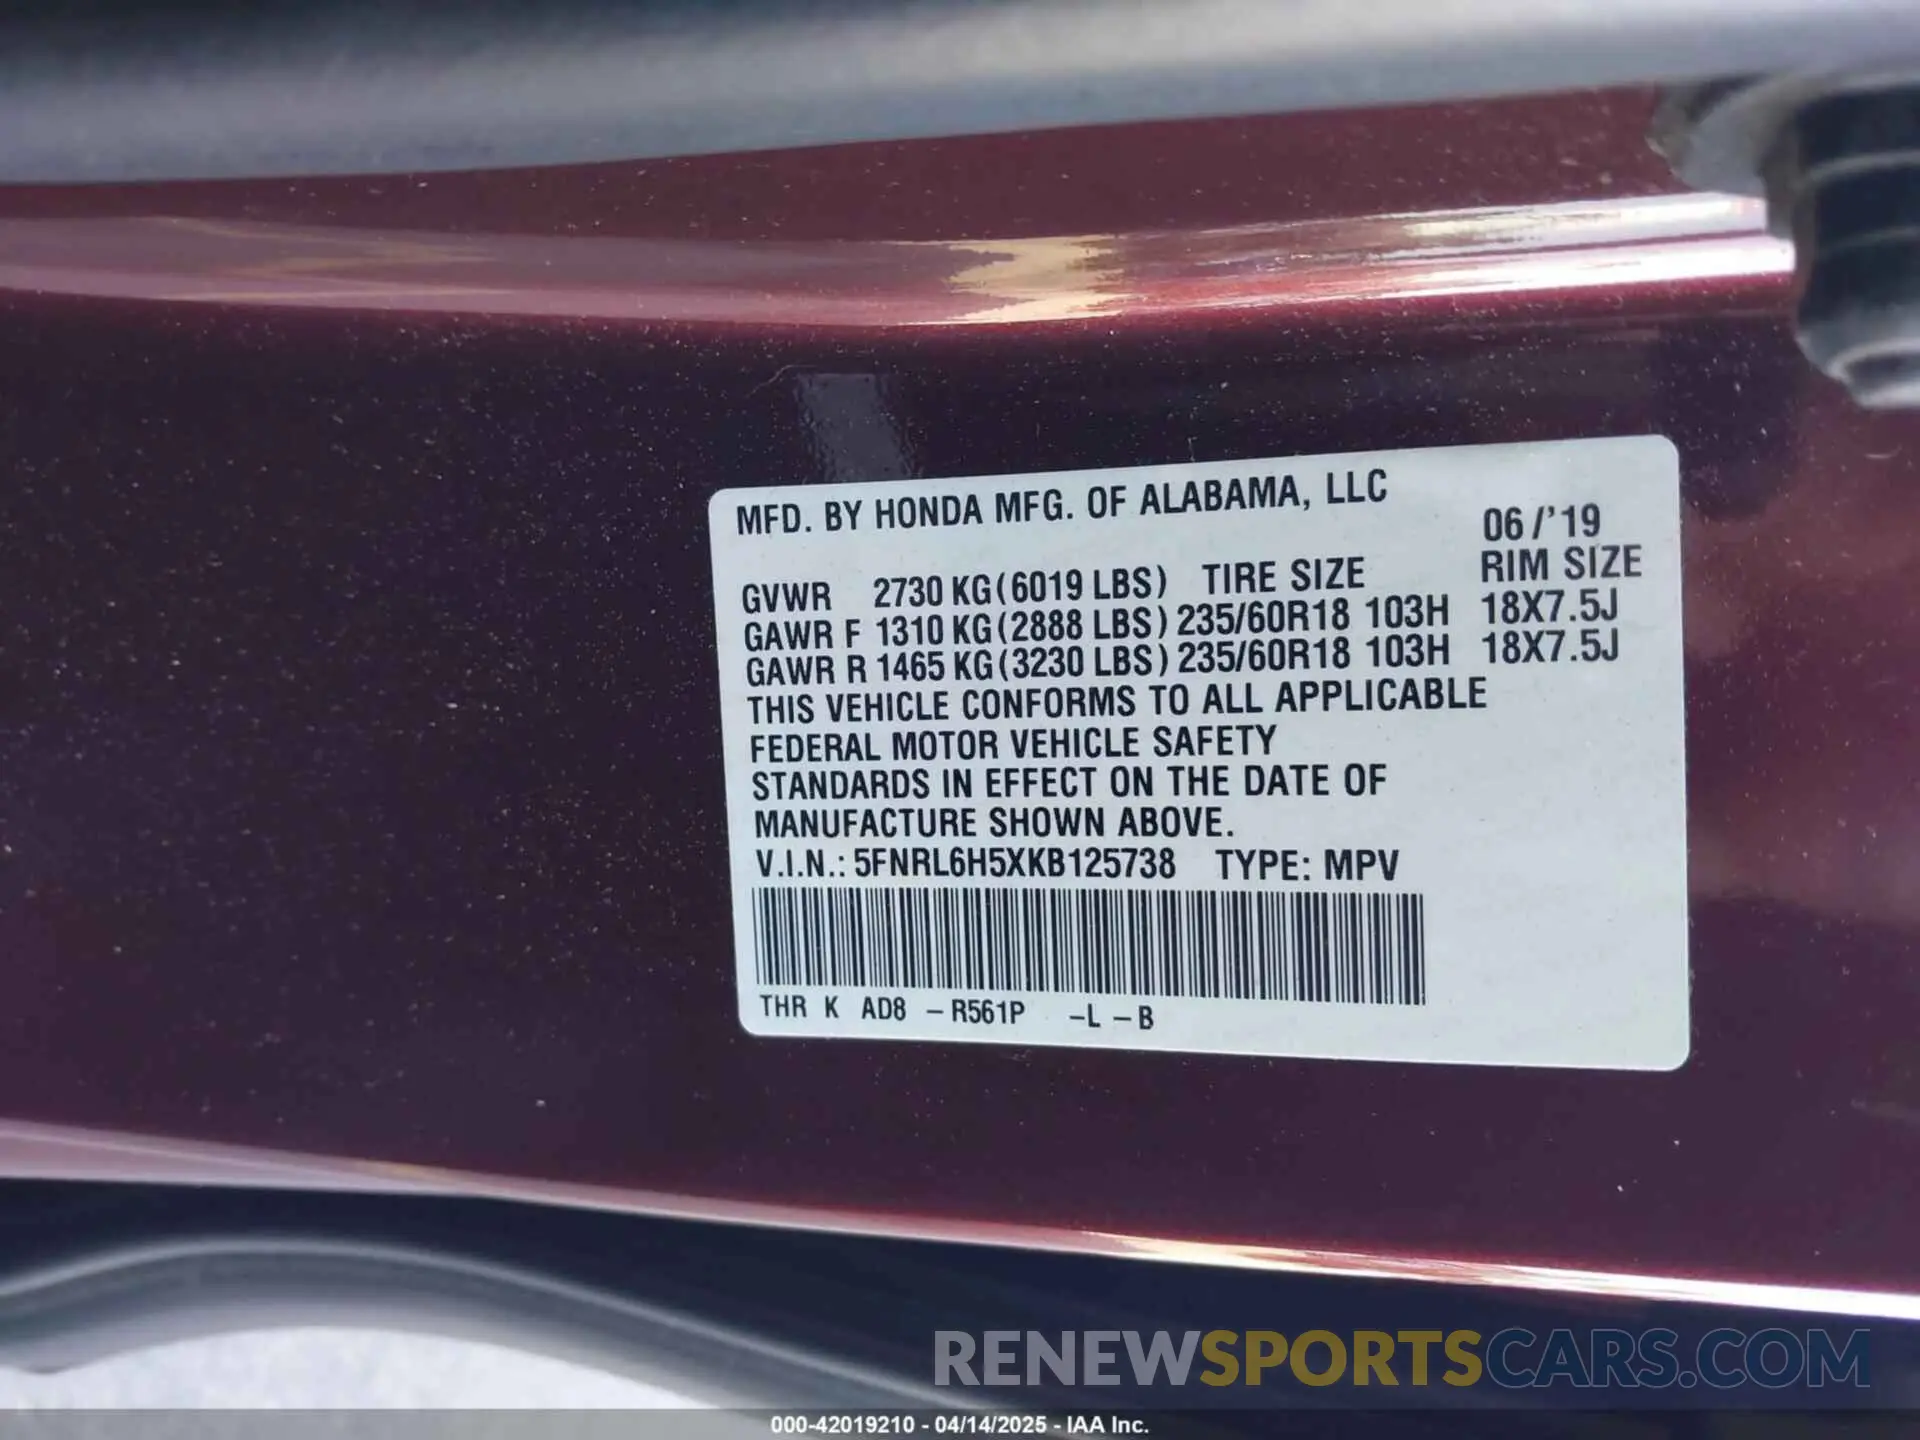 MFD. BY HONDA MFG. OF ALABAMA, LLC
06/'19
GVWR 2730 KG(6019 LBS) TIRE SIZE RIM SIZE
GAWR F 1310 KG(2888 LBS) 235/60R18 103H 18X7.5J
GAWR R 1465 KG(3230 LBS) 235/60R18 103H 18X7.5J
THIS VEHICLE CONFORMS TO ALL APPLICABLE
FEDERAL MOTOR VEHICLE SAFETY
STANDARDS IN EFFECT ON THE DATE OF
MANUFACTURE SHOWN ABOVE.
V.I.N.: 5FNRL6H5XKB125738 TYPE: MPV
THR K AD8 –R561P –L –B
RENEWSPORTSCARS.COM
000-42019210 - 04/14/2025 - IAA Inc.